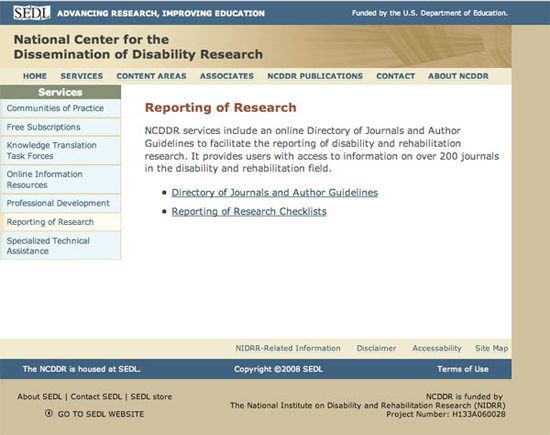 SEDL ADVANCING RESEARCH, IMPROVING EDUCATION
Funded by the U.S. Department of Education.
National Center for the
Dissemination of Disability Research
HOME SERVICES CONTENT AREAS ASSOCIATES NCDDR PUBLICATIONS CONTACT ABOUT NCDDR
Services
Communities of Practice
Free Subscriptions
Knowledge Translation
Task Forces
Online Information
Resources
Professional Development
Reporting of Research
Specialized Technical
Assistance
Reporting of Research
NCDDR services include an online Directory of Journals and Author
Guidelines to facilitate the reporting of disability and rehabilitation
research. It provides users with access to information on over 200 journals
in the disability and rehabilitation field.
• Directory of Journals and Author Guidelines
• Reporting of Research Checklists
NIDRR-Related Information Disclaimer Accessability Site Map
The NCDDR is housed at SEDL. Copyright ©2008 SEDL Terms of Use
About SEDL | Contact SEDL | SEDL store
GO TO SEDL WEBSITE
NCDDR is funded by
The National Institute on Disability and Rehabilitation Research (NIDRR)
Project Number: H133A060028